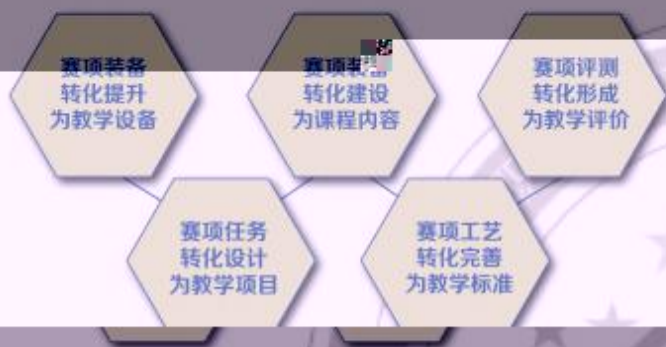 赛项装备
转化提升
为教学设备
赛项装备
转化建设
为课程内容
赛项评测
转化形成
为教学评价
赛项任务
转化设计
为教学项目
赛项工艺
转化完善
为教学标准